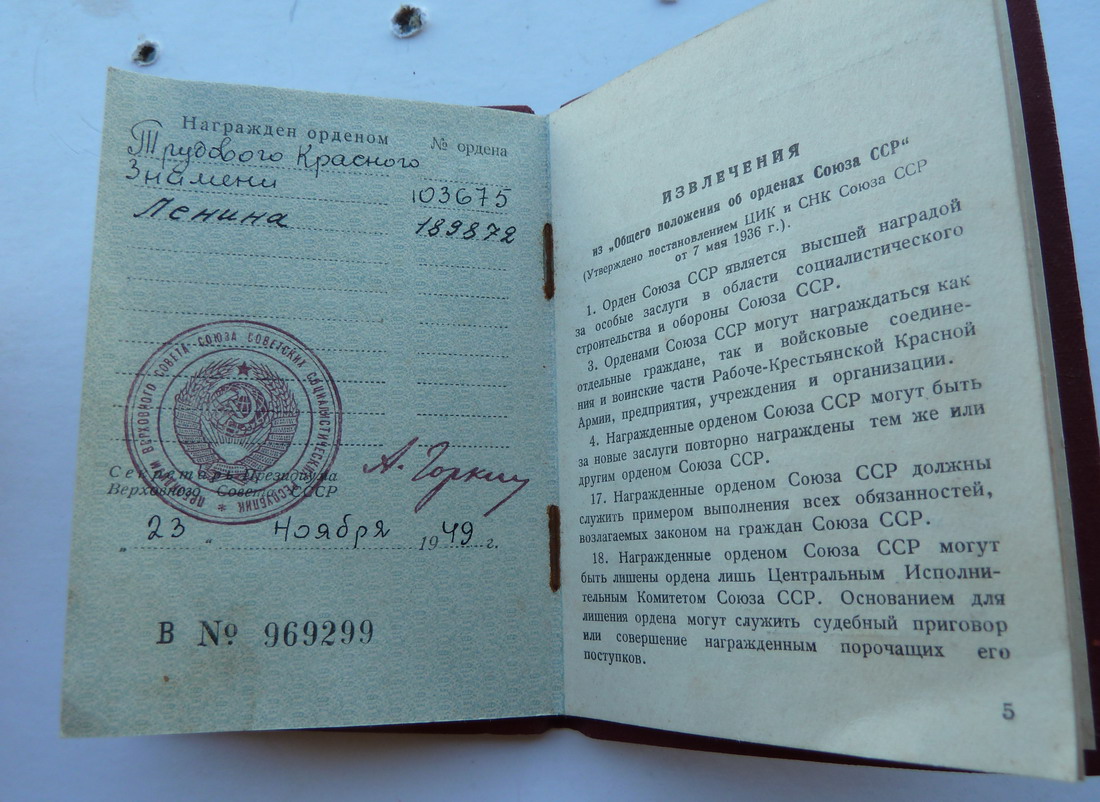 Награжден орденом
№ ордена
Трудового Красного
Знамени 103675
Ленина 189872
ПРЕЗИДИУМ ВЕРХОВНОГО СОВЕТА СОЮЗА СОВЕТСКИХ СОЦИАЛИСТИЧЕСКИХ РЕСПУБЛИК
Секретарь Президиума
Верховного Совета СССР
А. Горкин
„ 23 “ Ноября 1949 г.
В № 969299
ИЗВЛЕЧЕНИЯ
из „Общего положения об орденах Союза ССР“
(Утверждено постановлением ЦИК и СНК Союза ССР
от 7 мая 1936 г.).
1. Орден Союза ССР является высшей наградой
за особые заслуги в области социалистического
строительства и обороны Союза ССР.
3. Орденами Союза ССР могут награждаться как
отдельные граждане, так и войсковые соедине-
ния и воинские части Рабоче-Крестьянской Красной
Армии, предприятия, учреждения и организации.
4. Награжденные орденом Союза ССР могут быть
за новые заслуги повторно награждены тем же или
другим орденом Союза ССР.
17. Награжденные орденом Союза ССР должны
служить примером выполнения всех обязанностей,
возлагаемых законом на граждан Союза ССР.
18. Награжденные орденом Союза ССР могут
быть лишены ордена лишь Центральным Исполни-
тельным Комитетом Союза ССР. Основанием для
лишения ордена могут служить судебный приговор
или совершение награжденным порочащих его
поступков.
5